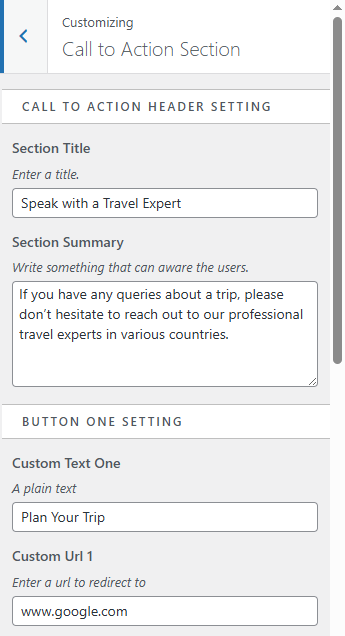 Customizing
Call to Action Section
CALL TO ACTION HEADER SETTING
Section Title
Enter a title.
Speak with a Travel Expert
Section Summary
Write something that can aware the users.
If you have any queries about a trip, please
don't hesitate to reach out to our professional
travel experts in various countries.
BUTTON ONE SETTING
Custom Text One
A plain text
Plan Your Trip
Custom Url 1
Enter a url to redirect to
www.google.com